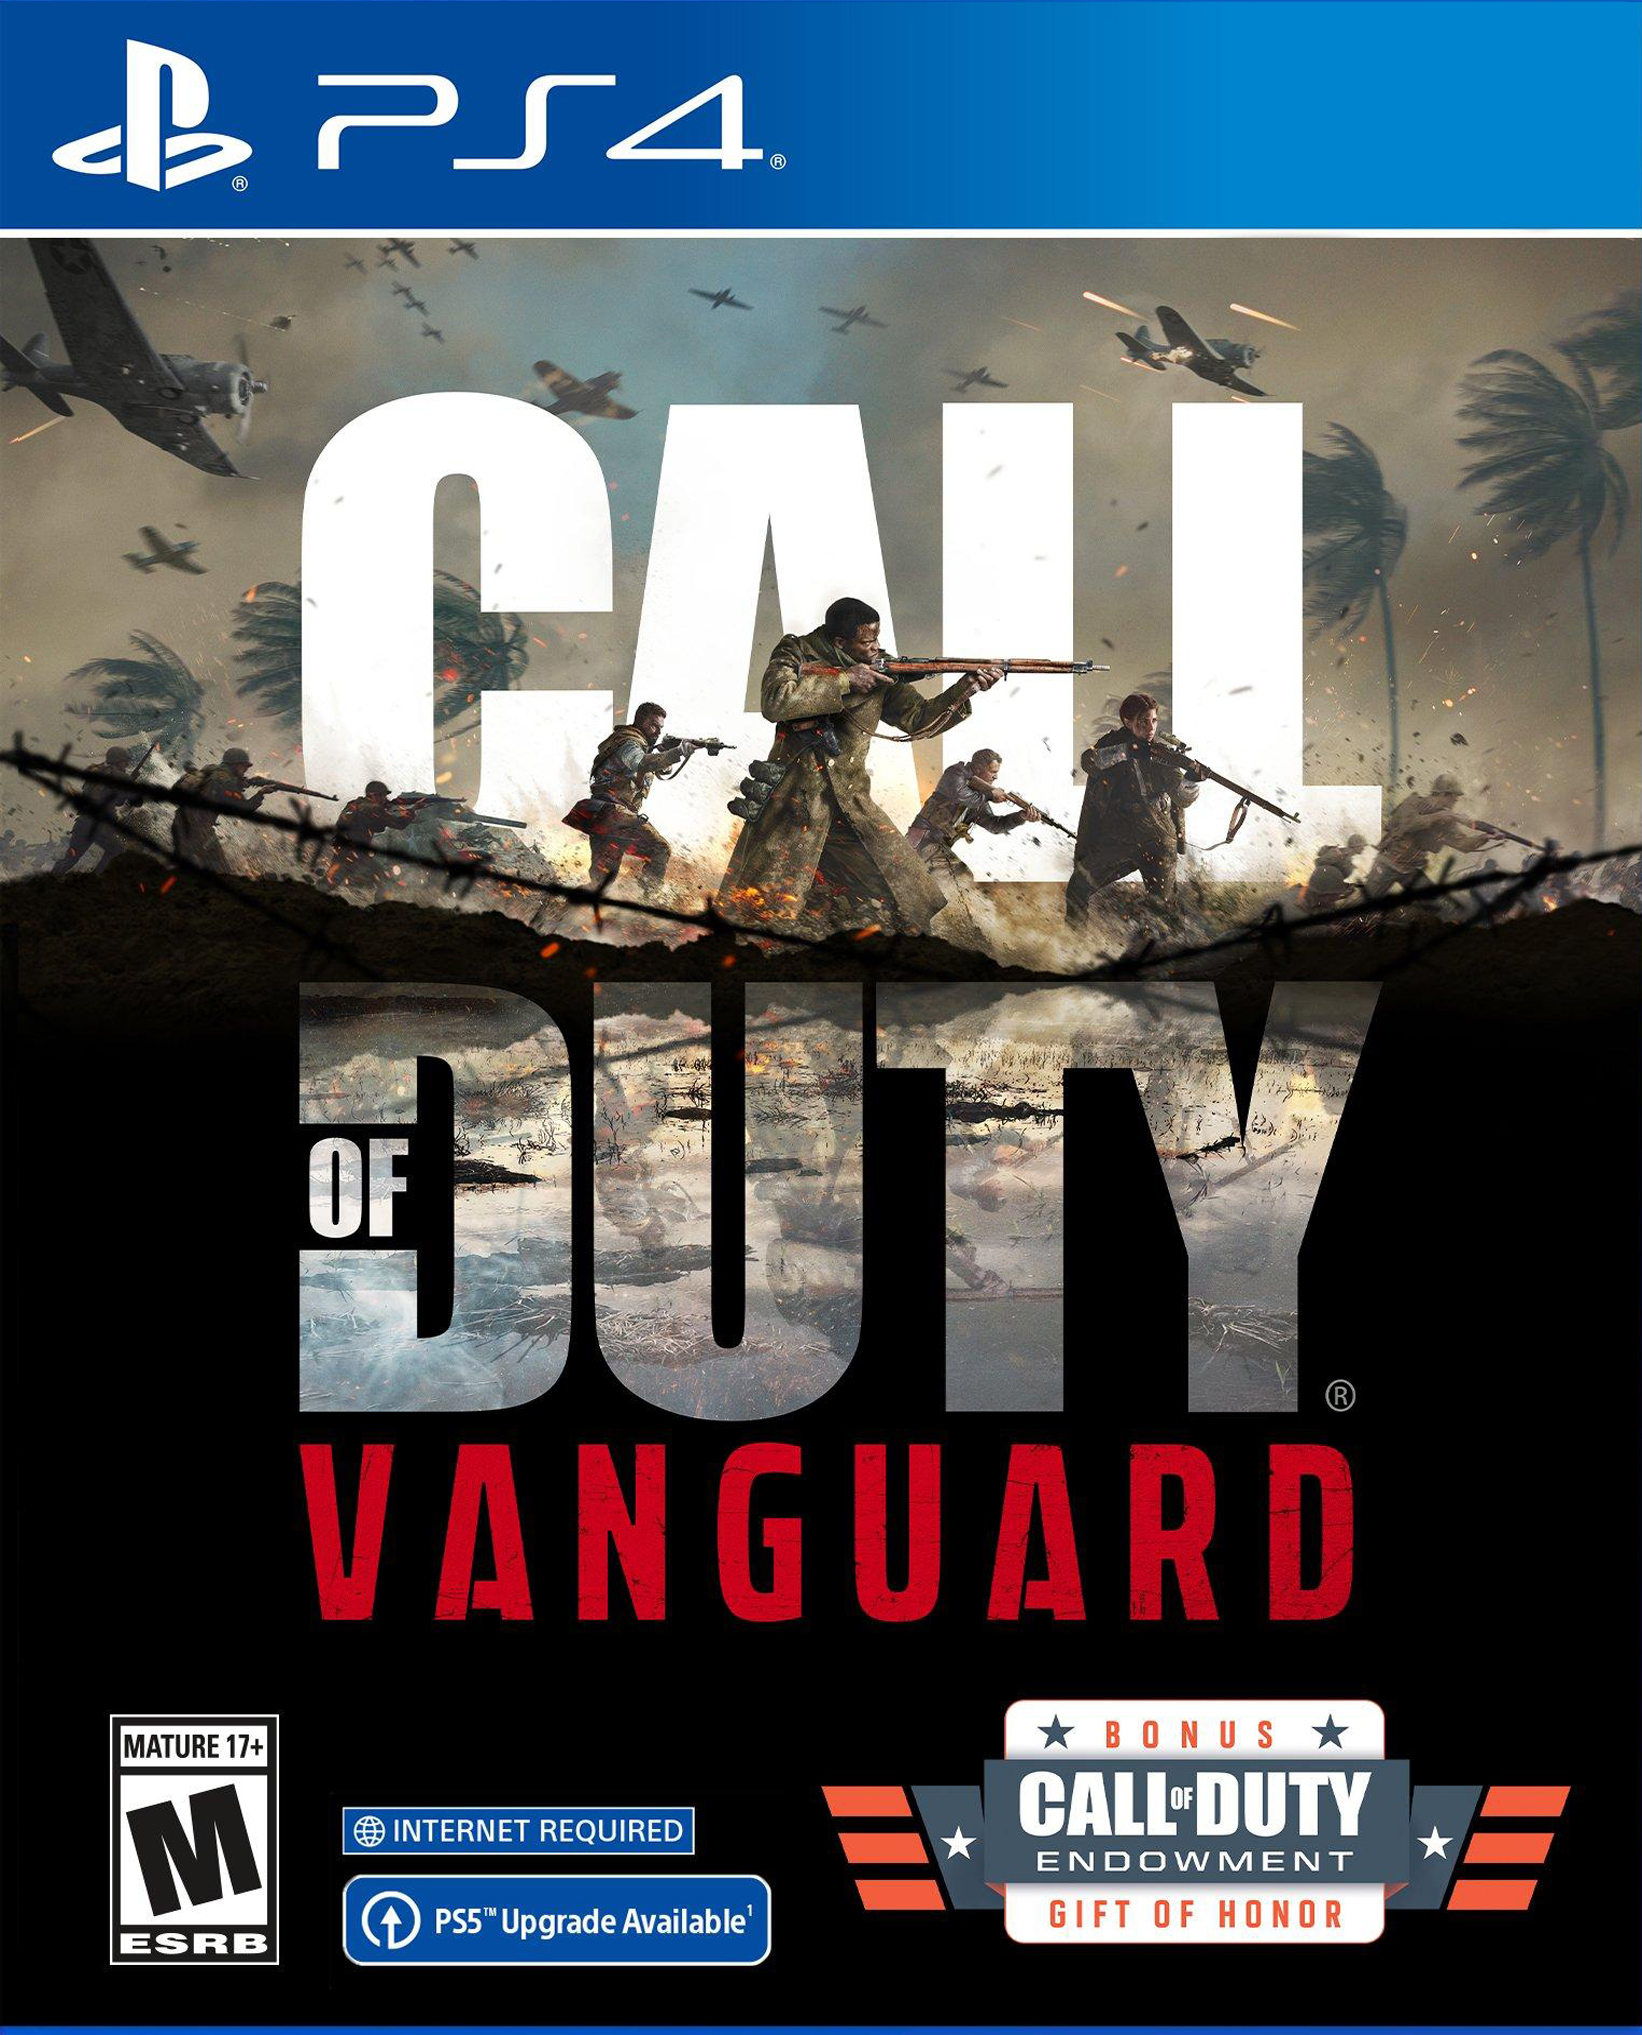 PS4®
CALL
OF
DUTY®
VANGUARD
MATURE 17+
M
ESRB
INTERNET REQUIRED
PS5™ Upgrade Available¹
BONUS
CALL OF DUTY
ENDOWMENT
GIFT OF HONOR